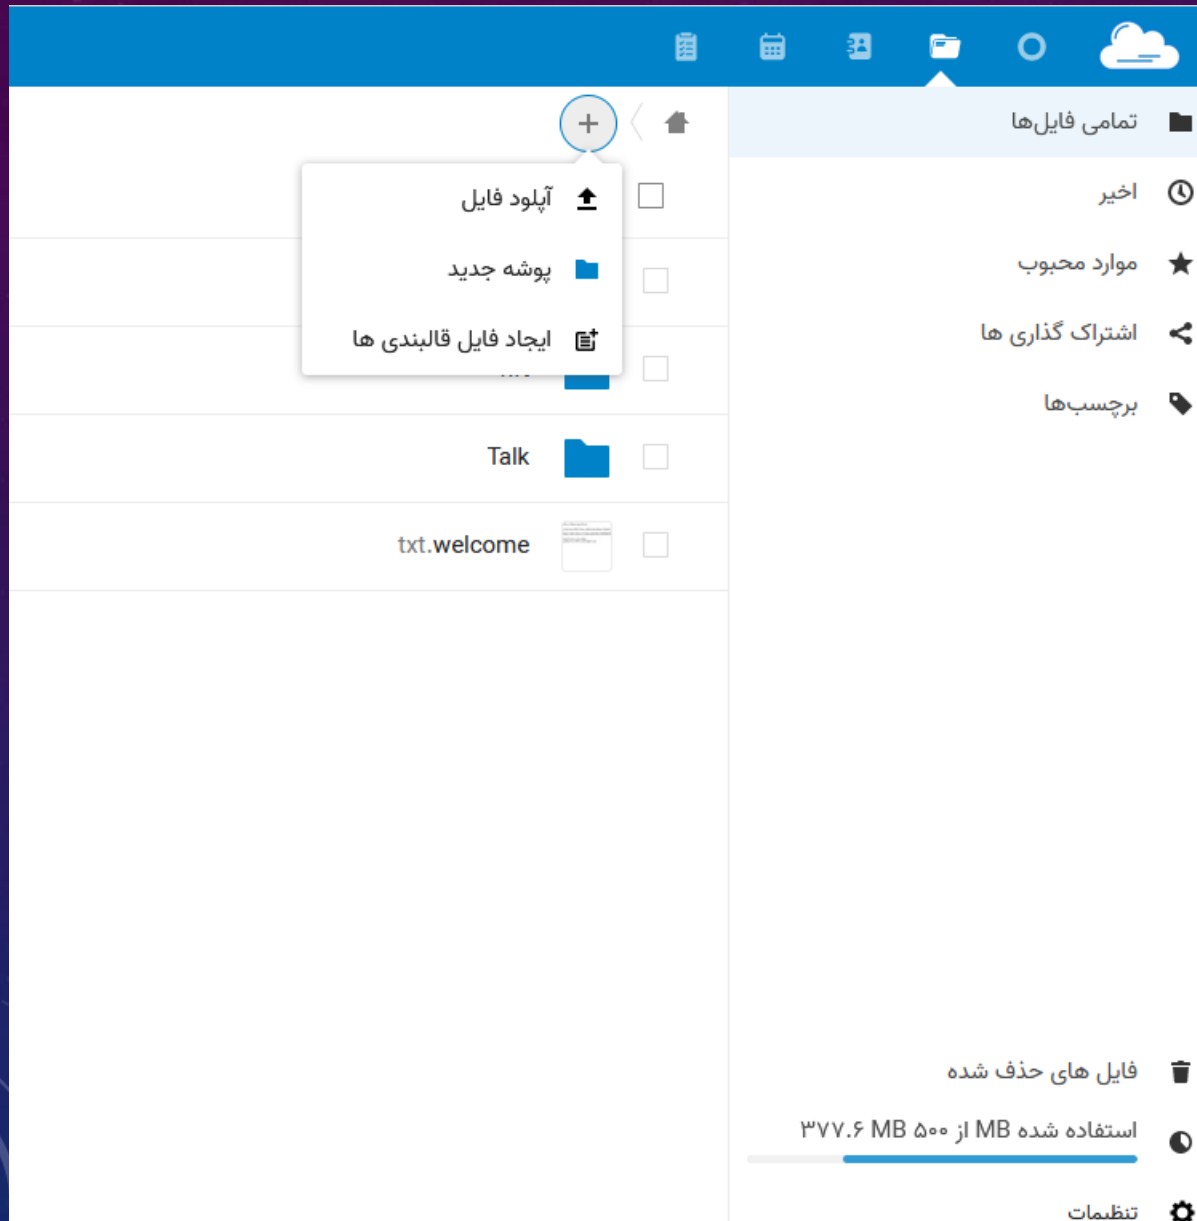 تمامی فایل‌ها
اخیر
موارد محبوب
اشتراک گذاری ها
برچسب‌ها
فایل های حذف شده
استفاده شده MB از ۵۰۰ MB ۳۷۷.۶
تنظیمات
آپلود فایل
پوشه جدید
ایجاد فایل قالبندی ها
Talk
txt.welcome